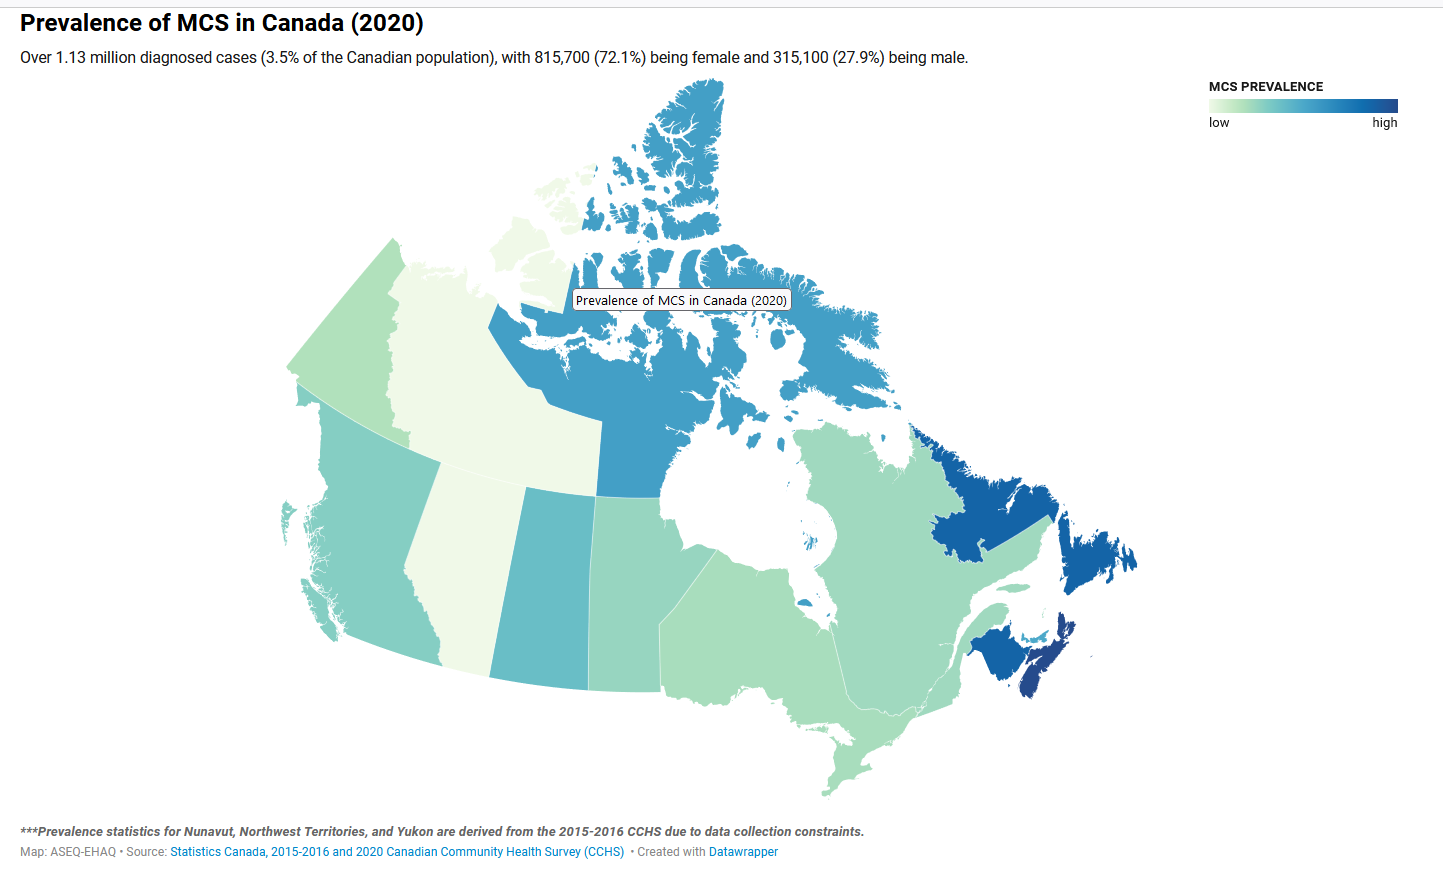 Prevalence of MCS in Canada (2020)
Over 1.13 million diagnosed cases (3.5% of the Canadian population), with 815,700 (72.1%) being female and 315,100 (27.9%) being male.
MCS PREVALENCE
low high
Prevalence of MCS in Canada (2020)
***Prevalence statistics for Nunavut, Northwest Territories, and Yukon are derived from the 2015-2016 CCHS due to data collection constraints.
Map: ASEQ-EHAQ • Source: Statistics Canada, 2015-2016 and 2020 Canadian Community Health Survey (CCHS) • Created with Datawrapper